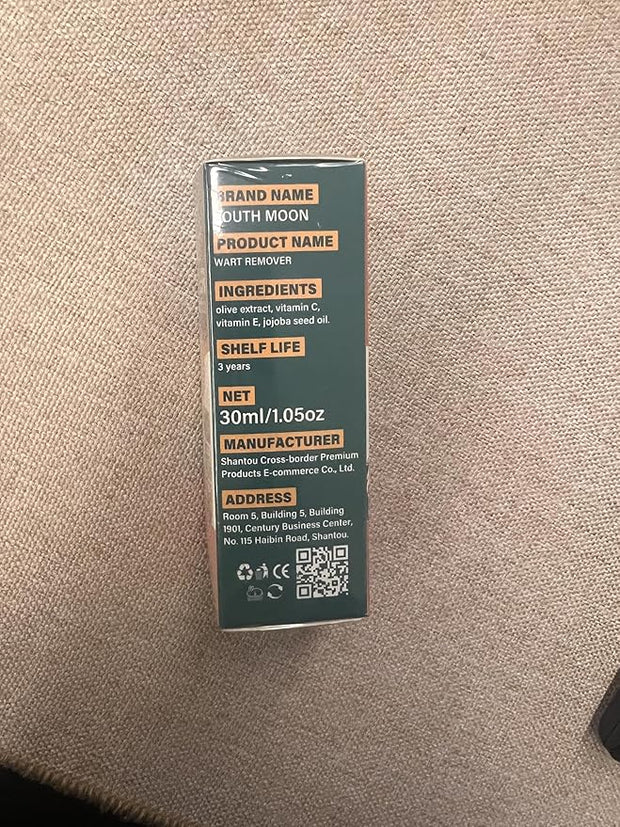 BRAND NAME
SOUTH MOON
PRODUCT NAME
WART REMOVER
INGREDIENTS
olive extract, vitamin C,
vitamin E, jojoba seed oil.
SHELF LIFE
3 years
NET
30ml/1.05oz
MANUFACTURER
Shantou Cross-border Premium
Products E-commerce Co., Ltd.
ADDRESS
Room 5, Building 5, Building
1901, Century Business Center,
No. 115 Haibin Road, Shantou.
CE